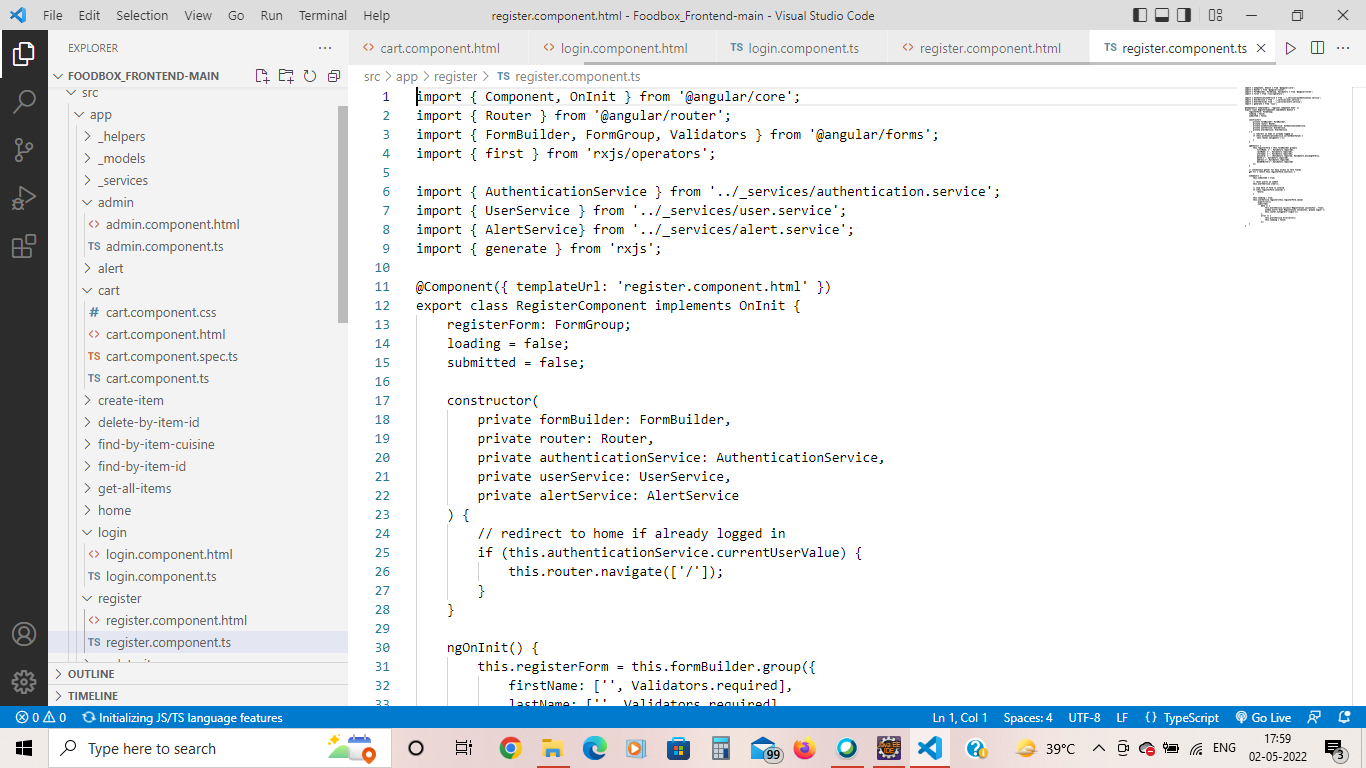 File Edit Selection View Go Run Terminal Help
register.component.html - Foodbox_Frontend-main - Visual Studio Code
EXPLORER
FOODBOX_FRONTEND-MAIN
src
app
_helpers
_models
_services
admin
<> admin.component.html
TS admin.component.ts
alert
cart
# cart.component.css
<> cart.component.html
TS cart.component.spec.ts
TS cart.component.ts
create-item
delete-by-item-id
find-by-item-cuisine
find-by-item-id
get-all-items
home
login
<> login.component.html
TS login.component.ts
register
<> register.component.html
TS register.component.ts
OUTLINE
TIMELINE
<> cart.component.html
<> login.component.html
TS login.component.ts
<> register.component.html
TS register.component.ts
src > app > register > TS register.component.ts
1 import { Component, OnInit } from '@angular/core';
2 import { Router } from '@angular/router';
3 import { FormBuilder, FormGroup, Validators } from '@angular/forms';
4 import { first } from 'rxjs/operators';
5
6 import { AuthenticationService } from '../_services/authentication.service';
7 import { UserService } from '../_services/user.service';
8 import { AlertService} from '../_services/alert.service';
9 import { generate } from 'rxjs';
10
11 @Component({ templateUrl: 'register.component.html' })
12 export class RegisterComponent implements OnInit {
13 registerForm: FormGroup;
14 loading = false;
15 submitted = false;
16
17 constructor(
18 private formBuilder: FormBuilder,
19 private router: Router,
20 private authenticationService: AuthenticationService,
21 private userService: UserService,
22 private alertService: AlertService
23 ) {
24 // redirect to home if already logged in
25 if (this.authenticationService.currentUserValue) {
26 this.router.navigate(['/']);
27 }
28 }
29
30 ngOnInit() {
31 this.registerForm = this.formBuilder.group({
32 firstName: ['', Validators.required],
33 lastName: ['', Validators.required],
0 0 Initializing JS/TS language features
Ln 1, Col 1 Spaces: 4 UTF-8 LF {} TypeScript Go Live
Type here to search
99
Java EE IDE
39°C
ENG
17:59
02-05-2022
3